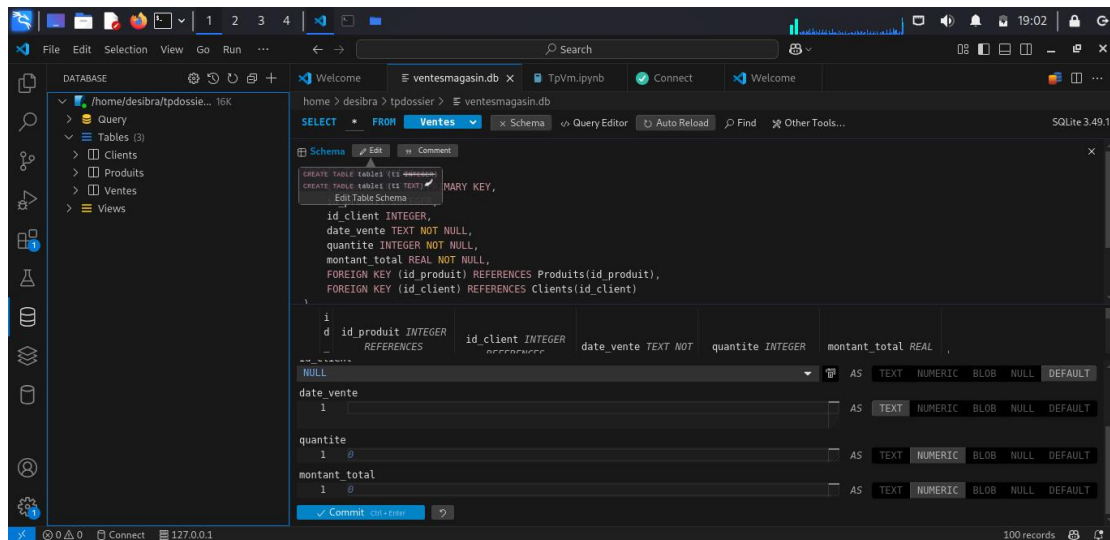 1 2 3 4
19:02
File Edit Selection View Go Run ...
Search
DATABASE
Welcome
ventesmagasin.db
TpVm.ipynb
Connect
Welcome
/home/desibra/tpdossie... 16K
Query
Tables (3)
Clients
Produits
Ventes
Views
home > desibra > tpdossier > ventesmagasin.db
SELECT * FROM Ventes Schema Query Editor Auto Reload Find Other Tools... SQLite 3.49.1
Schema Edit Comment
CREATE TABLE table1 (t1 INTEGER)
CREATE TABLE table1 (t1 TEXT)
Edit Table Schema
MARY KEY,
id_client INTEGER,
date_vente TEXT NOT NULL,
quantite INTEGER NOT NULL,
montant_total REAL NOT NULL,
FOREIGN KEY (id_produit) REFERENCES Produits(id_produit),
FOREIGN KEY (id_client) REFERENCES Clients(id_client)
i
d id_produit INTEGER
REFERENCES
id_client INTEGER
REFERENCES
date_vente TEXT NOT
quantite INTEGER
montant_total REAL
id_client
NULL AS TEXT NUMERIC BLOB NULL DEFAULT
date_vente
1 AS TEXT NUMERIC BLOB NULL DEFAULT
quantite
1 0 AS TEXT NUMERIC BLOB NULL DEFAULT
montant_total
1 0 AS TEXT NUMERIC BLOB NULL DEFAULT
Commit Ctrl+Enter
0 0 Connect 127.0.0.1 100 records